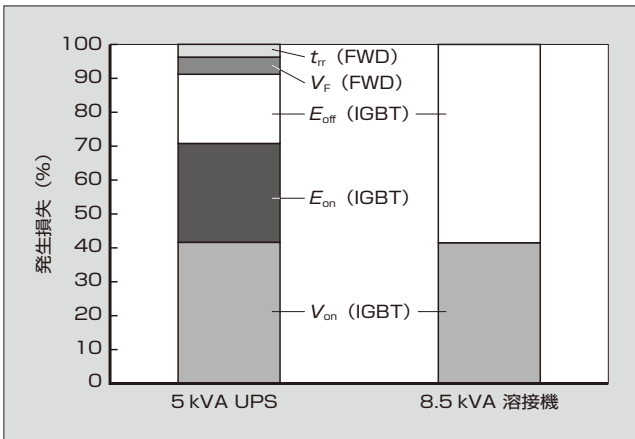 発生損失（%）
100
90
80
70
60
50
40
30
20
10
0
trr（FWD）
VF（FWD）
Eoff（IGBT）
Eon（IGBT）
Von（IGBT）
5 kVA UPS
8.5 kVA 溶接機